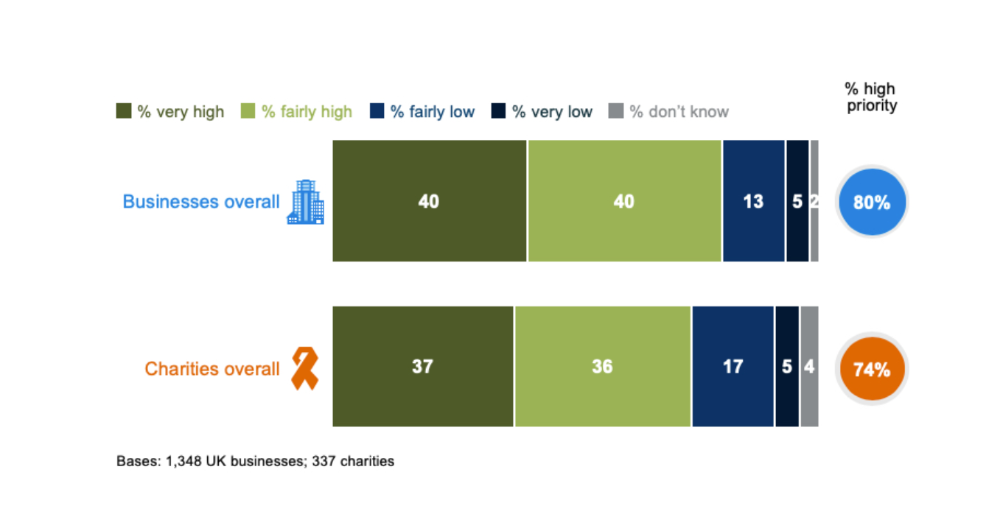 % high
priority
% very high % fairly high % fairly low % very low % don’t know
Businesses overall 40 40 13 5 2 80%
Charities overall 37 36 17 5 4 74%
Bases: 1,348 UK businesses; 337 charities